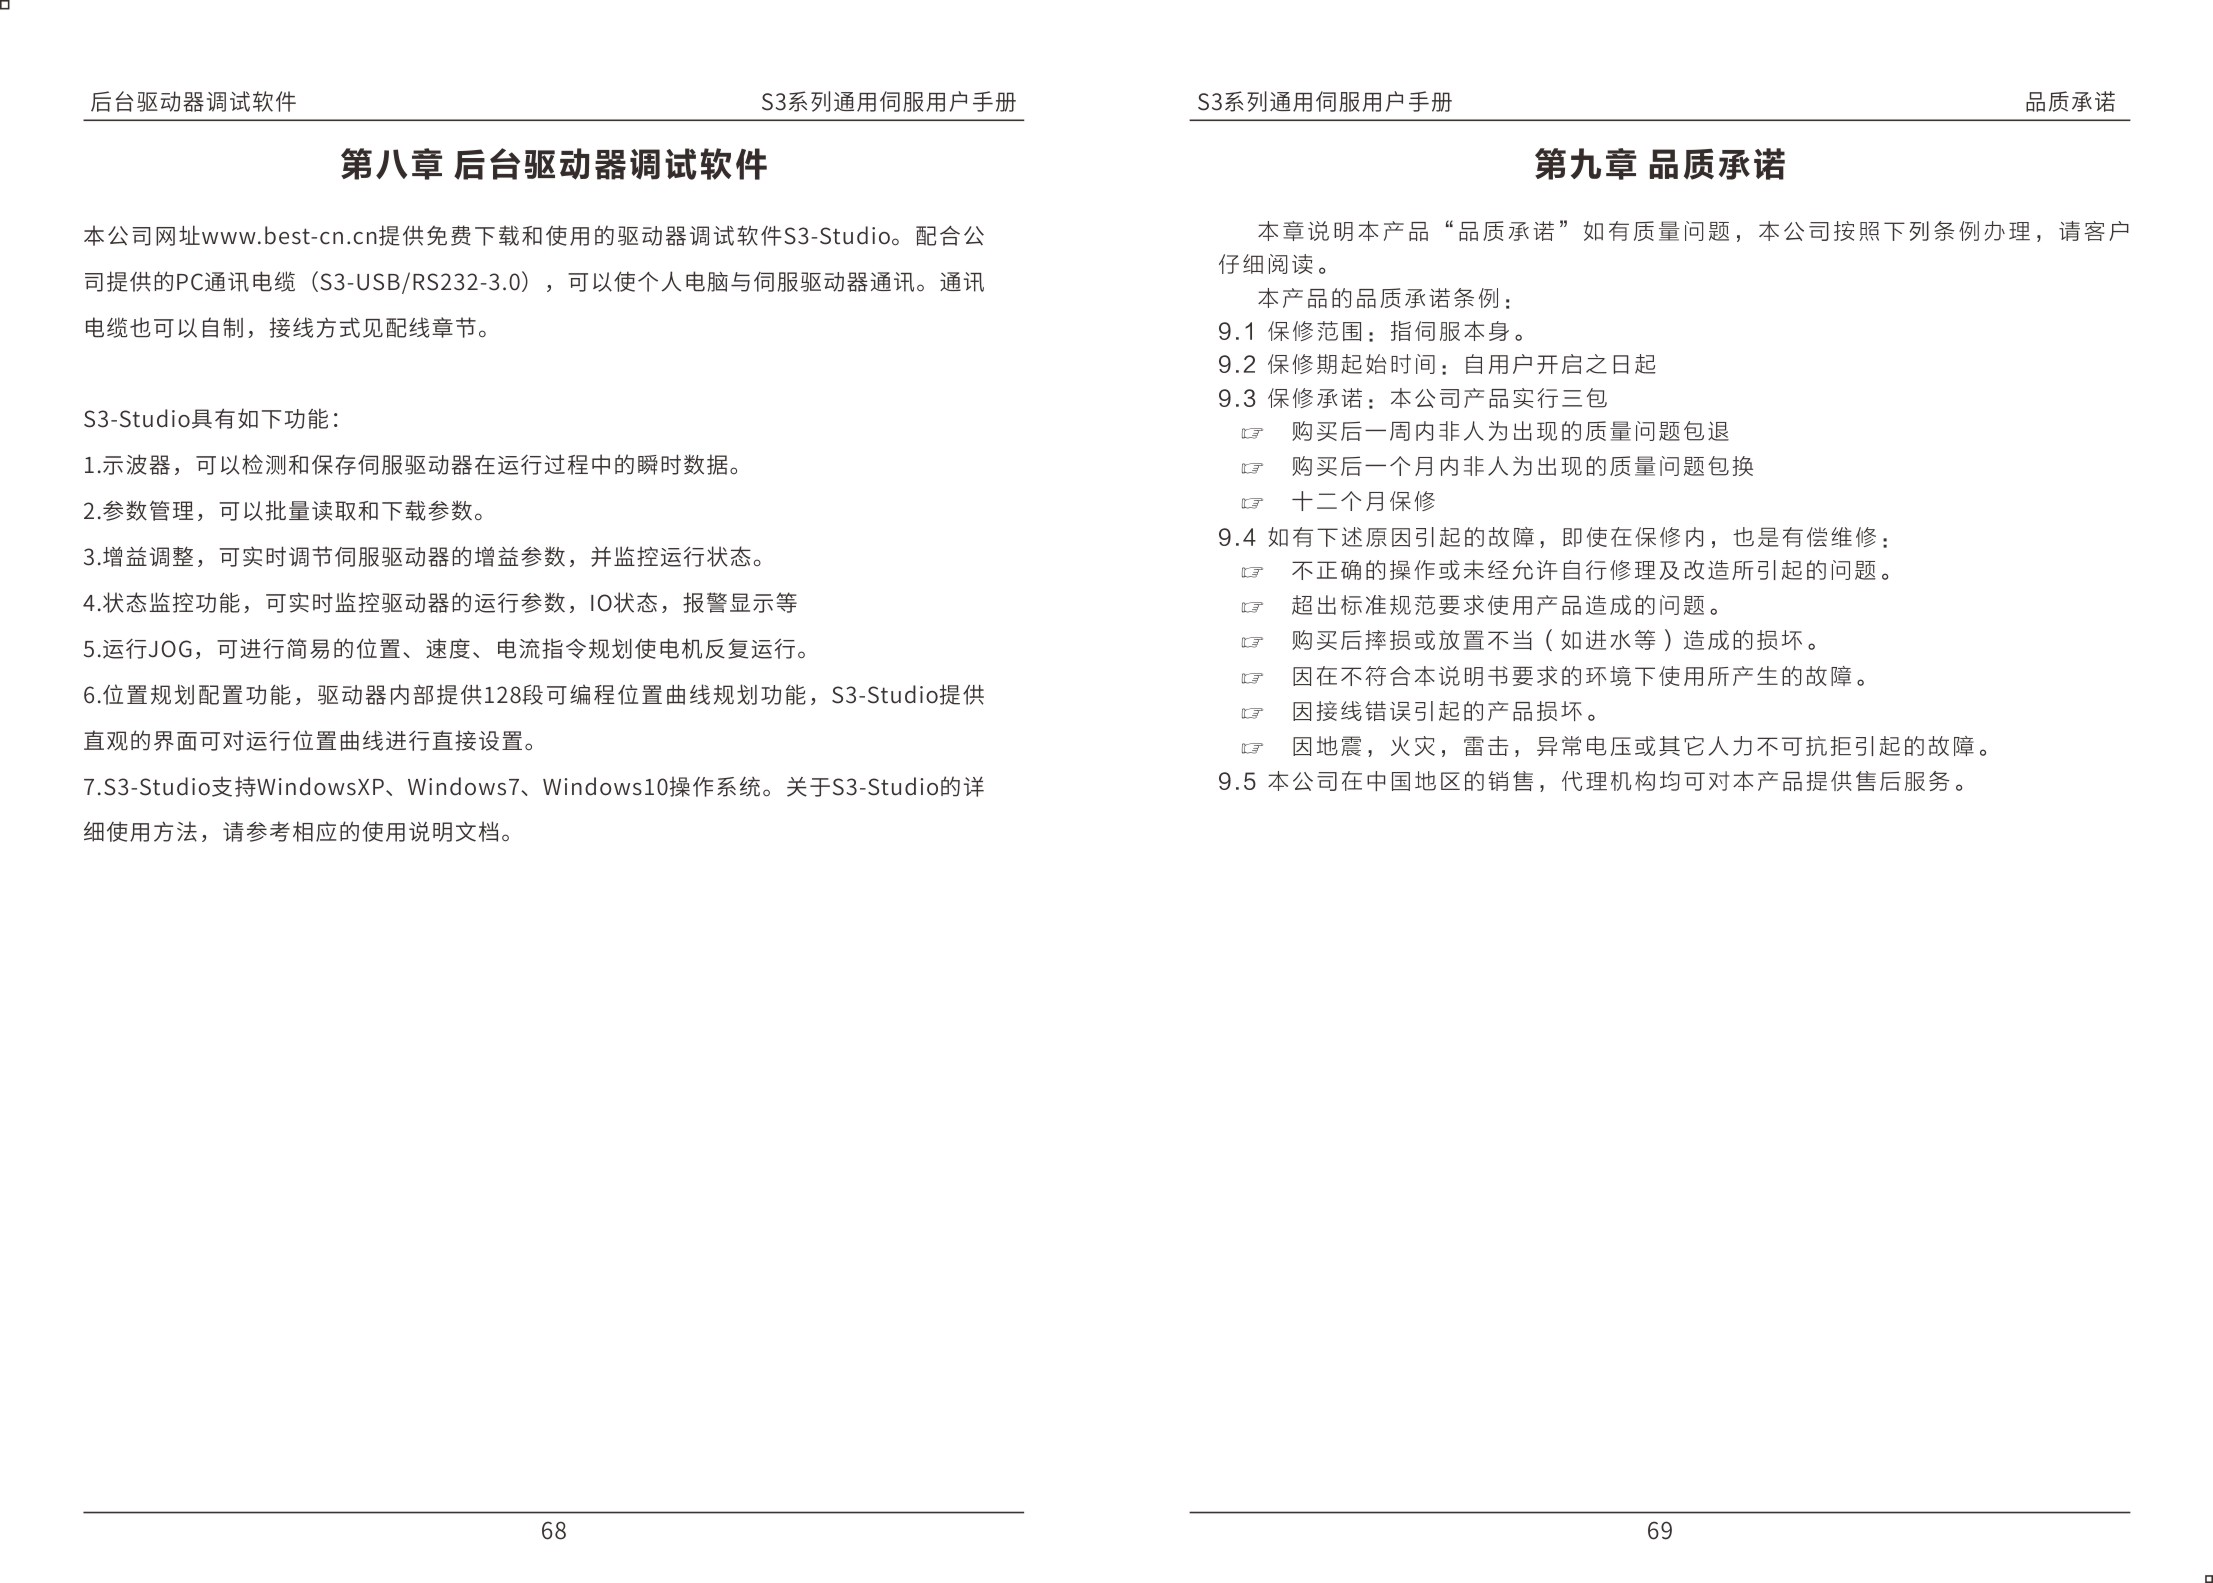 后台驱动器调试软件 S3系列通用伺服用户手册
第八章 后台驱动器调试软件
本公司网址www.best-cn.cn提供免费下载和使用的驱动器调试软件S3-Studio。配合公
司提供的PC通讯电缆（S3-USB/RS232-3.0），可以使个人电脑与伺服驱动器通讯。通讯
电缆也可以自制，接线方式见配线章节。
S3-Studio具有如下功能：
1.示波器，可以检测和保存伺服驱动器在运行过程中的瞬时数据。
2.参数管理，可以批量读取和下载参数。
3.增益调整，可实时调节伺服驱动器的增益参数，并监控运行状态。
4.状态监控功能，可实时监控驱动器的运行参数，IO状态，报警显示等
5.运行JOG，可进行简易的位置、速度、电流指令规划使电机反复运行。
6.位置规划配置功能，驱动器内部提供128段可编程位置曲线规划功能，S3-Studio提供
直观的界面可对运行位置曲线进行直接设置。
7.S3-Studio支持WindowsXP、Windows7、Windows10操作系统。关于S3-Studio的详
细使用方法，请参考相应的使用说明文档。
68
S3系列通用伺服用户手册 品质承诺
第九章 品质承诺
本章说明本产品“品质承诺”如有质量问题，本公司按照下列条例办理，请客户
仔细阅读。
本产品的品质承诺条例：
9.1 保修范围：指伺服本身。
9.2 保修期起始时间：自用户开启之日起
9.3 保修承诺：本公司产品实行三包
☞ 购买后一周内非人为出现的质量问题包退
☞ 购买后一个月内非人为出现的质量问题包换
☞ 十二个月保修
9.4 如有下述原因引起的故障，即使在保修内，也是有偿维修：
☞ 不正确的操作或未经允许自行修理及改造所引起的问题。
☞ 超出标准规范要求使用产品造成的问题。
☞ 购买后摔损或放置不当（如进水等）造成的损坏。
☞ 因在不符合本说明书要求的环境下使用所产生的故障。
☞ 因接线错误引起的产品损坏。
☞ 因地震，火灾，雷击，异常电压或其它人力不可抗拒引起的故障。
9.5 本公司在中国地区的销售，代理机构均可对本产品提供售后服务。
69